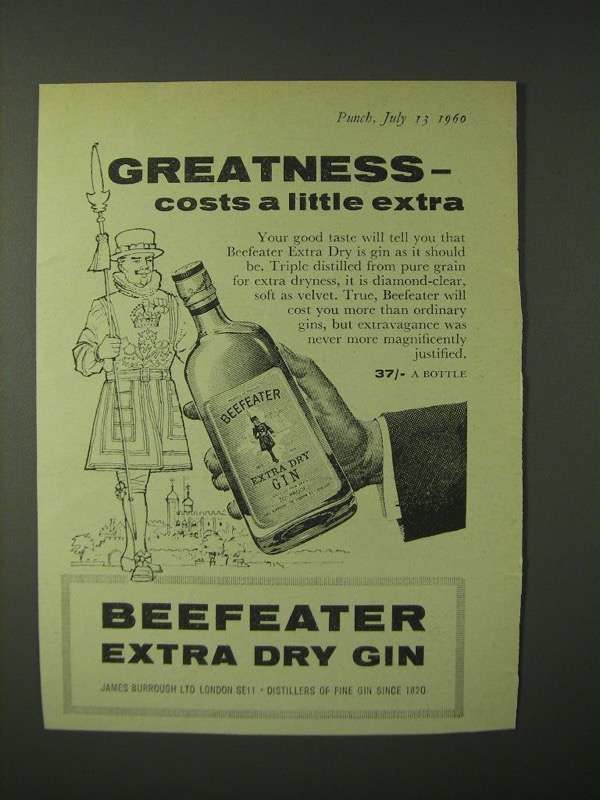 Punch, July 13 1960
GREATNESS –
costs a little extra
Your good taste will tell you that
Beefeater Extra Dry is gin as it should
be. Triple distilled from pure grain
for extra dryness, it is diamond-clear,
soft as velvet. True, Beefeater will
cost you more than ordinary
gins, but extravagance was
never more magnificently
justified.
37/- A BOTTLE
BEEFEATER
EXTRA DRY
GIN
BEEFEATER
EXTRA DRY GIN
JAMES BURROUGH LTD LONDON SE11 · DISTILLERS OF FINE GIN SINCE 1820